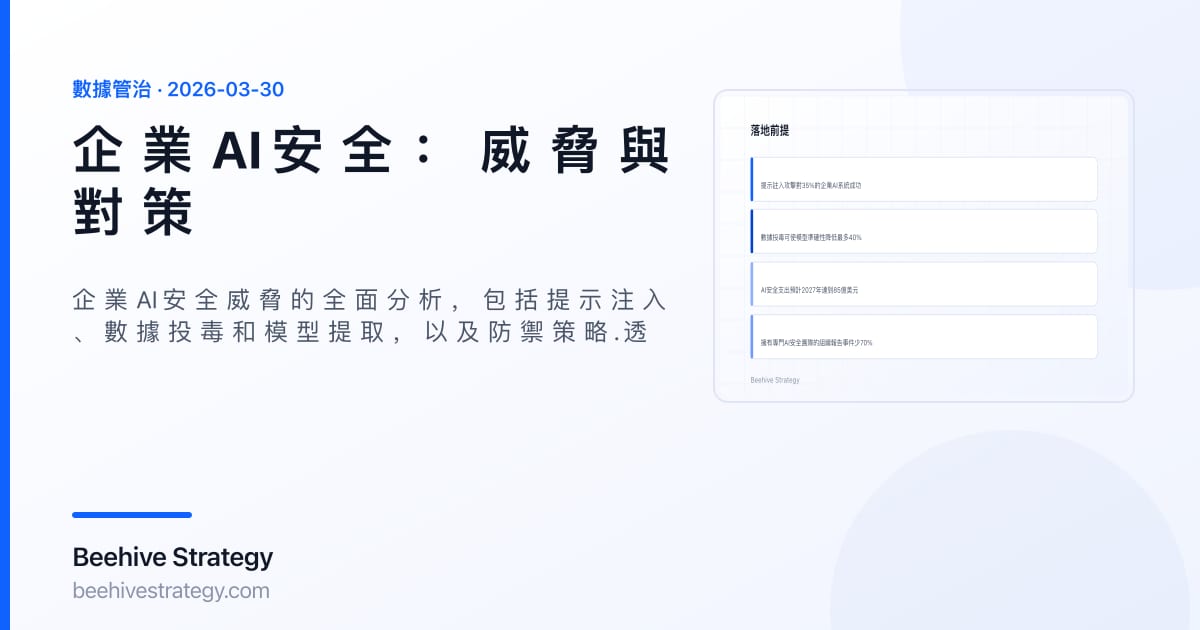 數據管治 · 2026-03-30
企業AI安全：威脅與
對策
企業AI安全威脅的全面分析，包括提示注入
、數據投毒和模型提取，以及防禦策略.透
落地前提
提示註入攻擊對35%的企業AI系統成功
數據投毒可使模型準確性降低最多40%
AI安全支出預計2027年達到85億美元
擁有專門AI安全團隊的組織報告事件少70%
Beehive Strategy
Beehive Strategy
beehivestrategy.com